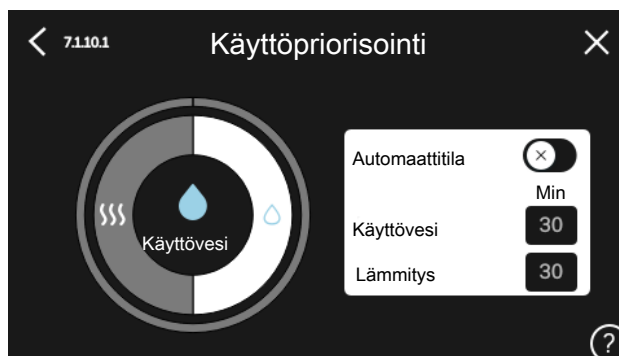 7.1.10.1
Käyttöpriorisointi
Käyttövesi
Automaattitila
Min
Käyttövesi
30
Lämmitys
30
?